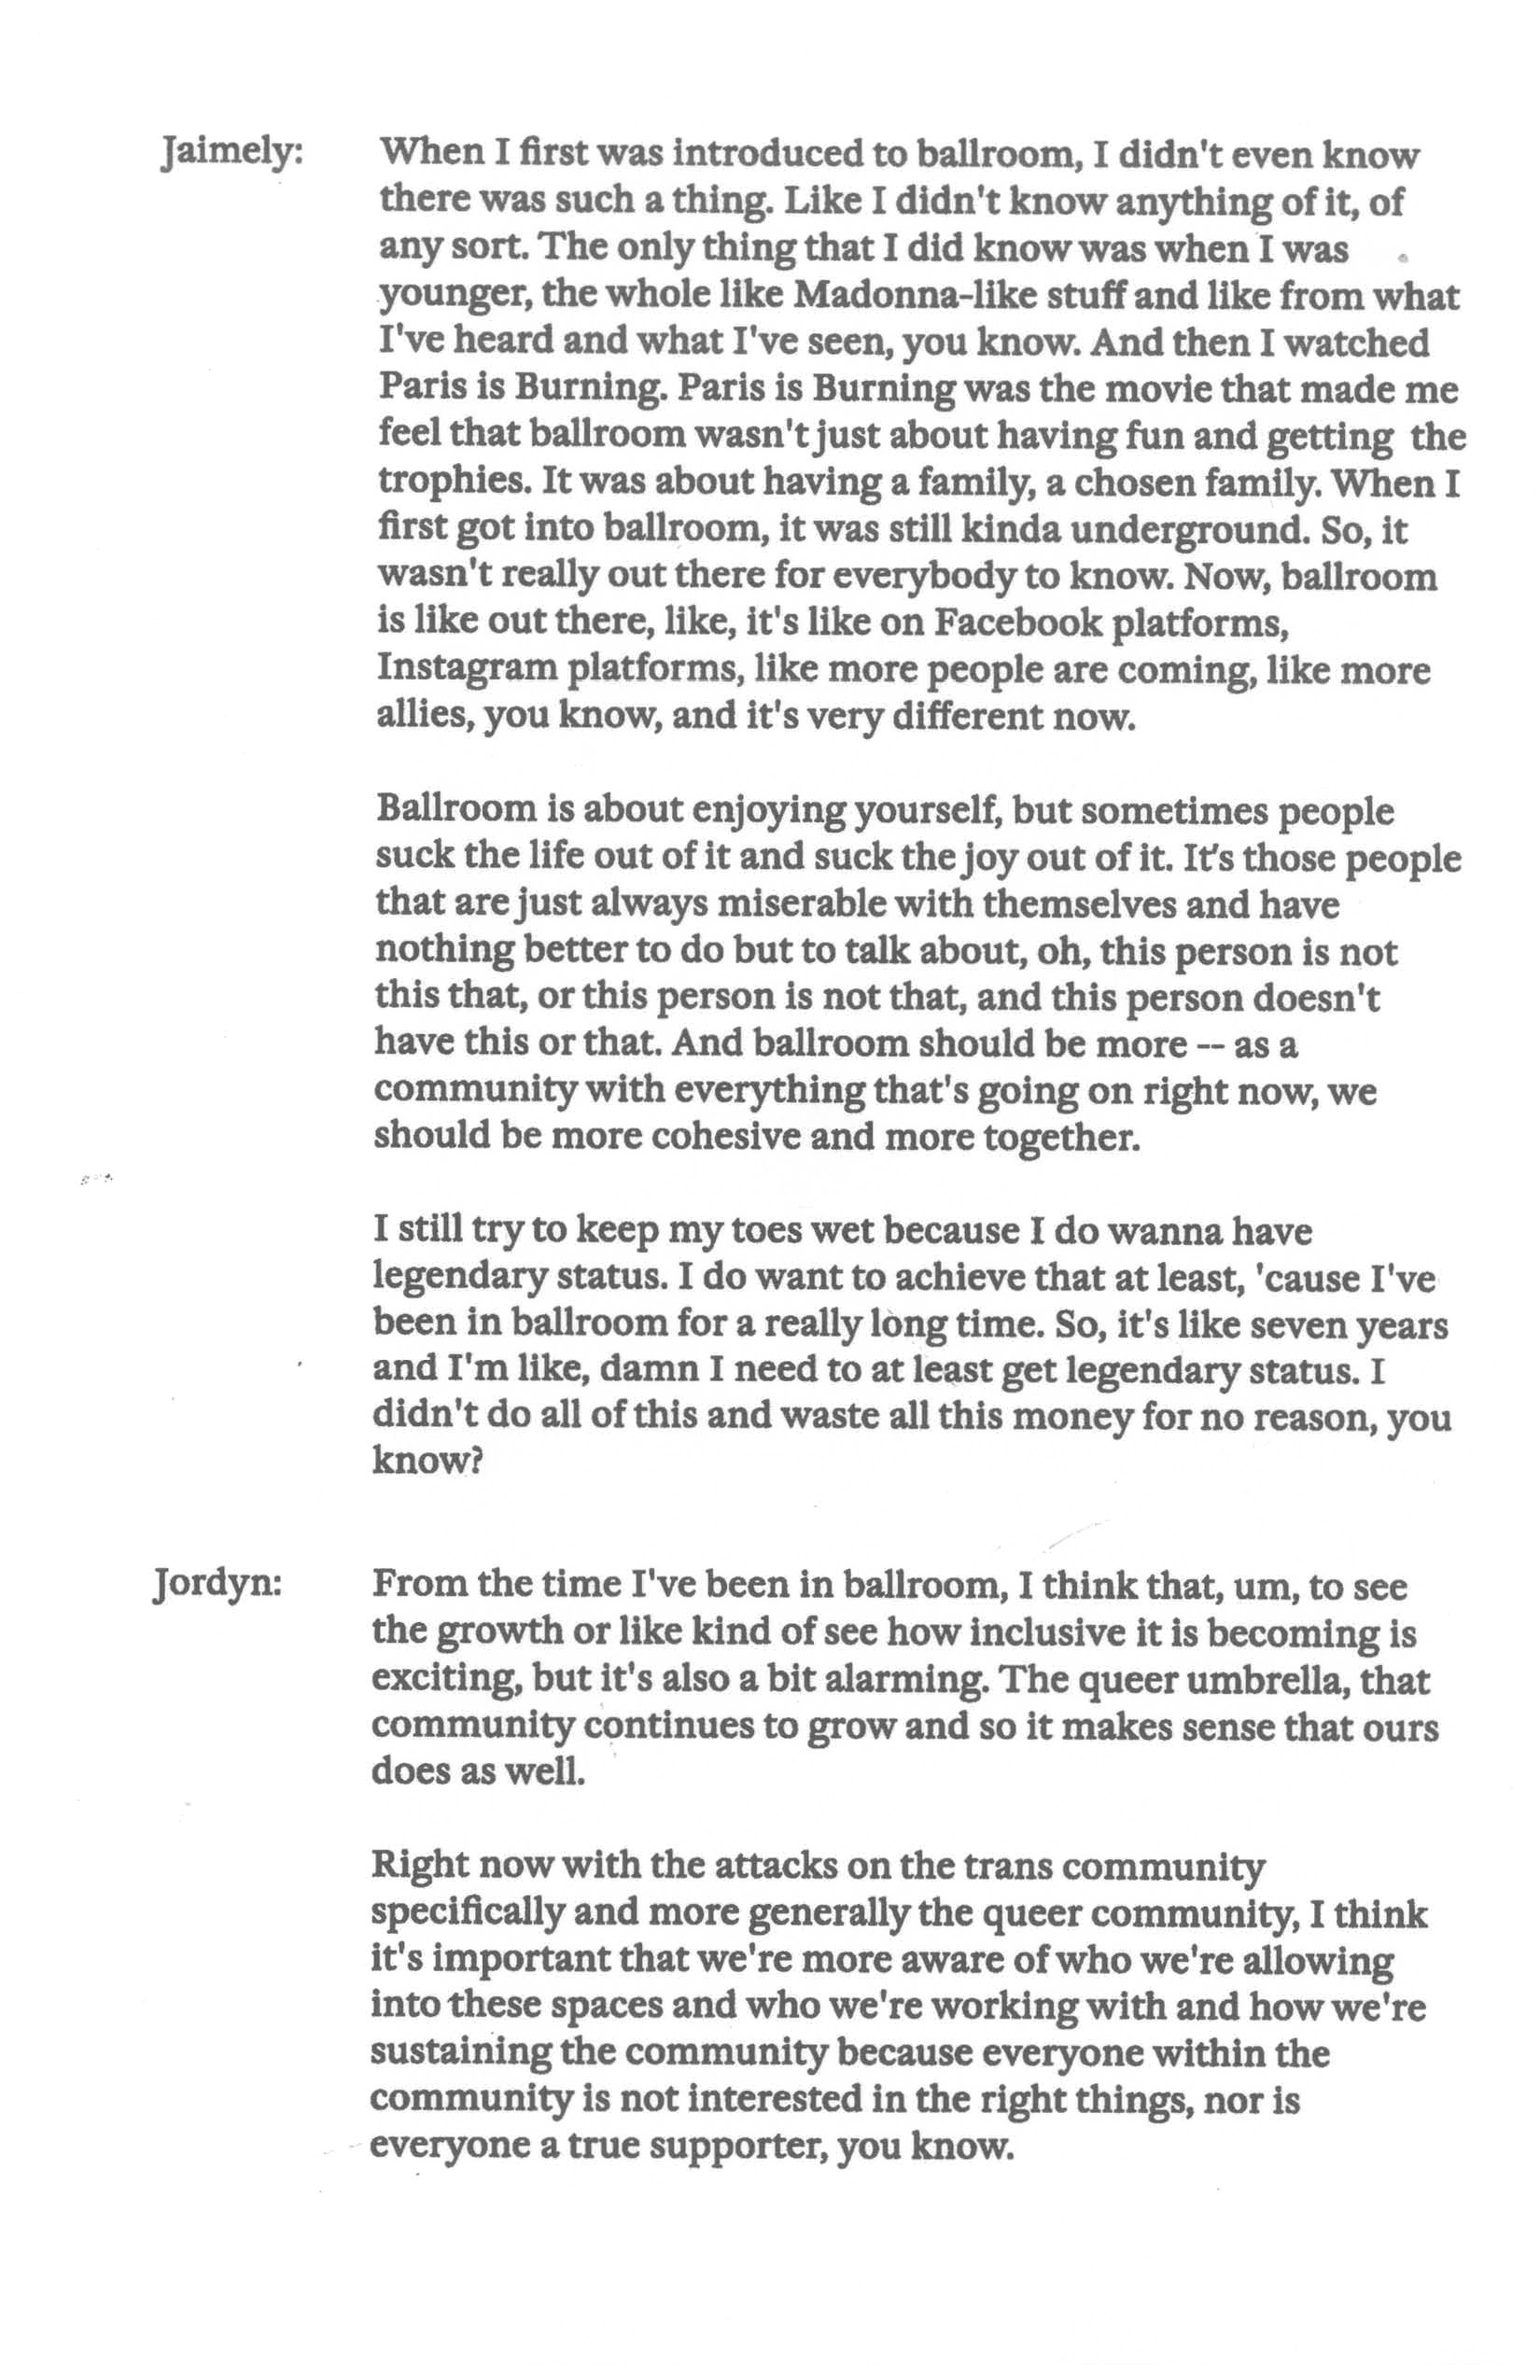 Jaimely: When I first was introduced to ballroom, I didn't even know
there was such a thing. Like I didn't know anything of it, of
any sort. The only thing that I did know was when I was
younger, the whole like Madonna-like stuff and like from what
I've heard and what I've seen, you know. And then I watched
Paris is Burning. Paris is Burning was the movie that made me
feel that ballroom wasn't just about having fun and getting the
trophies. It was about having a family, a chosen family. When I
first got into ballroom, it was still kinda underground. So, it
wasn't really out there for everybody to know. Now, ballroom
is like out there, like, it's like on Facebook platforms,
Instagram platforms, like more people are coming, like more
allies, you know, and it's very different now.
Ballroom is about enjoying yourself, but sometimes people
suck the life out of it and suck the joy out of it. It's those people
that are just always miserable with themselves and have
nothing better to do but to talk about, oh, this person is not
this that, or this person is not that, and this person doesn't
have this or that. And ballroom should be more -- as a
community with everything that's going on right now, we
should be more cohesive and more together.
I still try to keep my toes wet because I do wanna have
legendary status. I do want to achieve that at least, 'cause I've
been in ballroom for a really long time. So, it's like seven years
and I'm like, damn I need to at least get legendary status. I
didn't do all of this and waste all this money for no reason, you
know?
Jordyn: From the time I've been in ballroom, I think that, um, to see
the growth or like kind of see how inclusive it is becoming is
exciting, but it's also a bit alarming. The queer umbrella, that
community continues to grow and so it makes sense that ours
does as well.
Right now with the attacks on the trans community
specifically and more generally the queer community, I think
it's important that we're more aware of who we're allowing
into these spaces and who we're working with and how we're
sustaining the community because everyone within the
community is not interested in the right things, nor is
everyone a true supporter, you know.